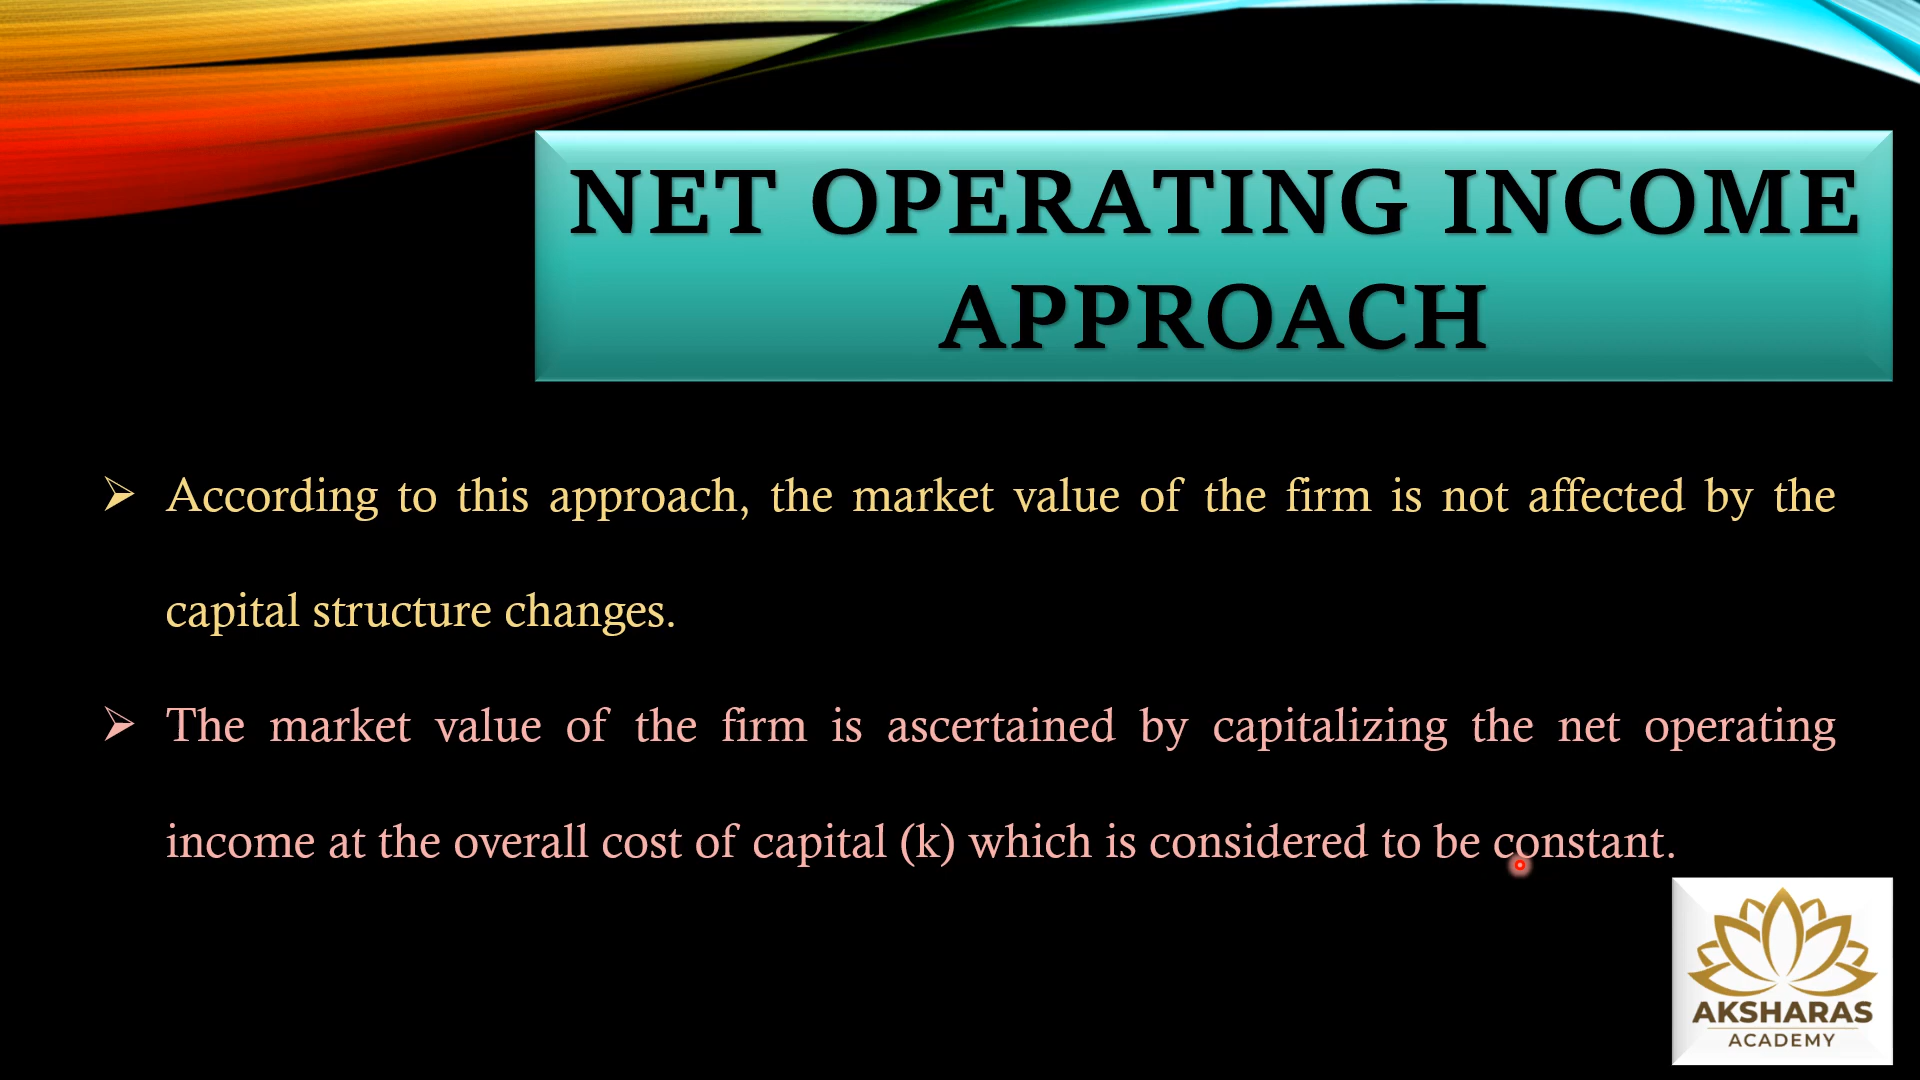 NET OPERATING INCOME
APPROACH
➢ According to this approach, the market value of the firm is not affected by the
capital structure changes.
➢ The market value of the firm is ascertained by capitalizing the net operating
income at the overall cost of capital (k) which is considered to be constant.
AKSHARAS
ACADEMY